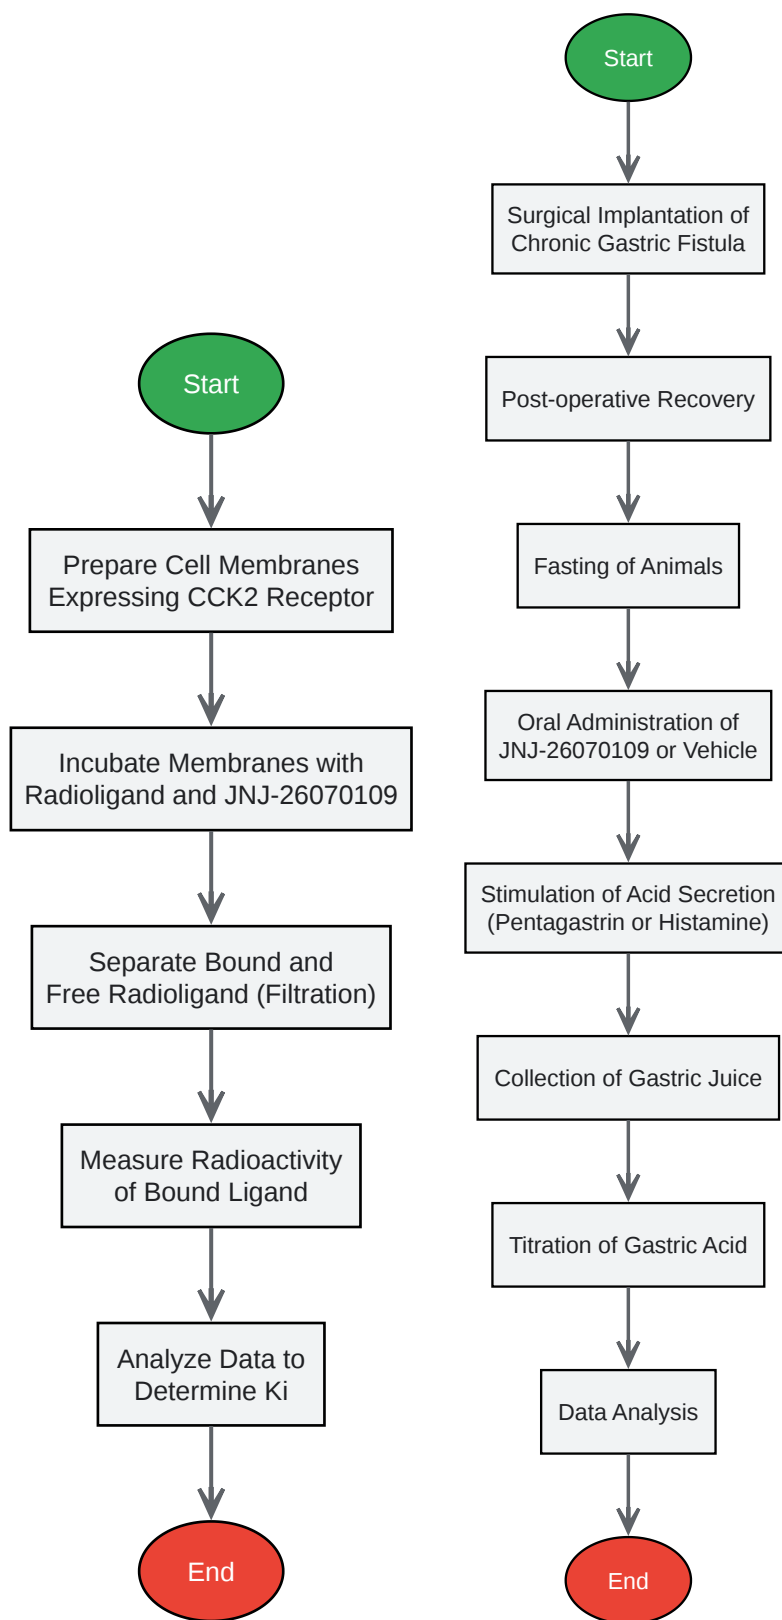 Start
Prepare Cell Membranes
Expressing CCK2 Receptor
Incubate Membranes with
Radioligand and JNJ-26070109
Separate Bound and
Free Radioligand (Filtration)
Measure Radioactivity
of Bound Ligand
Analyze Data to
Determine Ki
End
Start
Surgical Implantation of
Chronic Gastric Fistula
Post-operative Recovery
Fasting of Animals
Oral Administration of
JNJ-26070109 or Vehicle
Stimulation of Acid Secretion
(Pentagastrin or Histamine)
Collection of Gastric Juice
Titration of Gastric Acid
Data Analysis
End